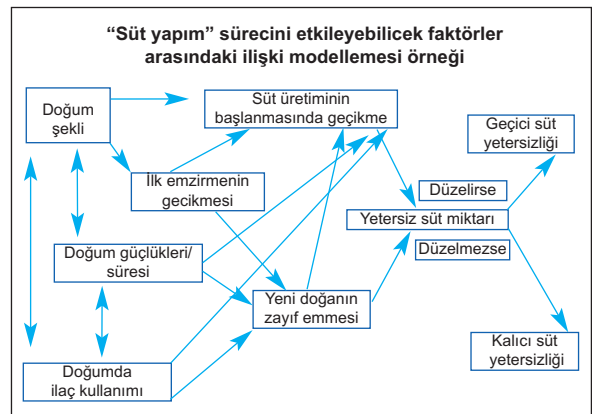 “Süt yapım” sürecini etkileyebilicek faktörler
arasındaki ilişki modellemesi örneği
Doğum
şekli
Süt üretiminin
başlanmasında geçikme
Geçici süt
yetersizliği
İlk emzirmenin
gecikmesi
Düzelirse
Yetersiz süt miktarı
Düzelmezse
Doğum güçlükleri/
süresi
Yeni doğanın
zayıf emmesi
Kalıcı süt
yetersizliği
Doğumda
ilaç kullanımı